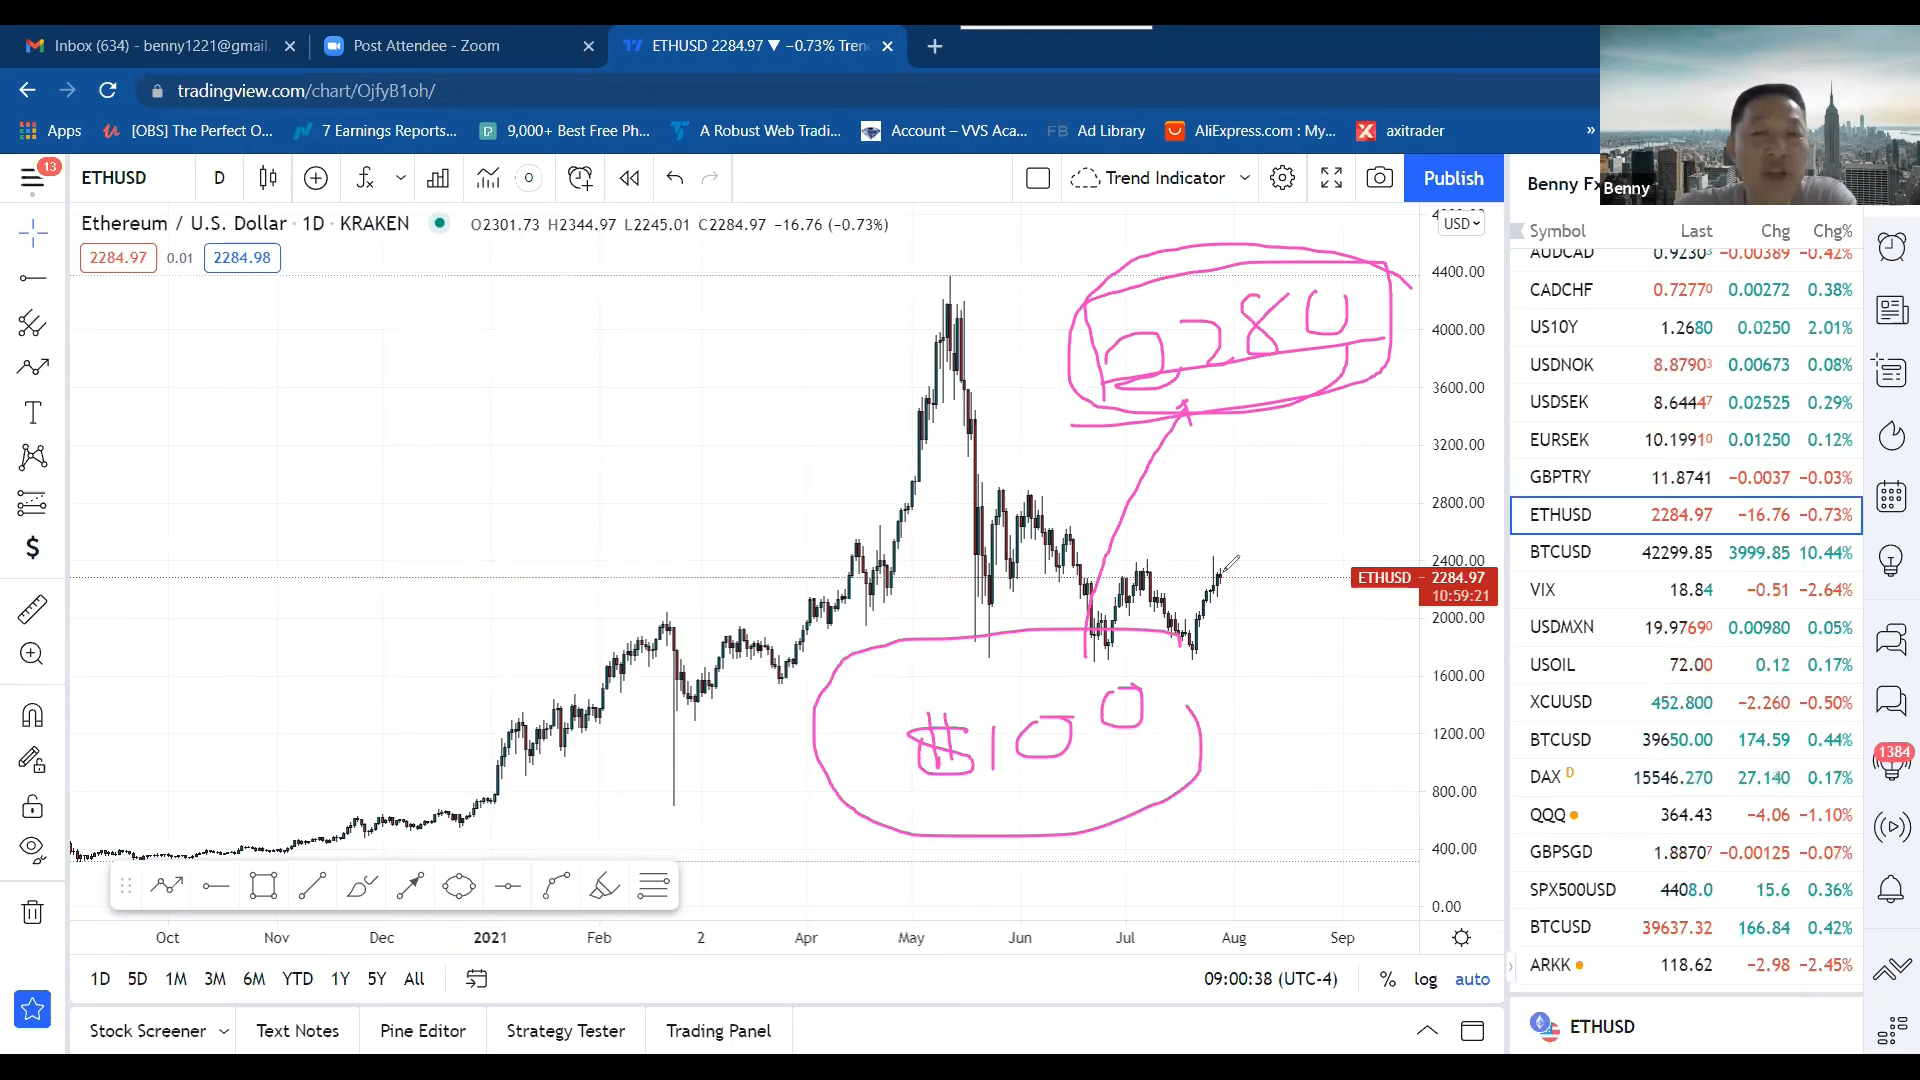 Inbox (634) - benny1221@gmail.
Post Attendee - Zoom
ETHUSD 2284.97 ▼ −0.73% Tren
tradingview.com/chart/OjfyB1oh/
Apps
[OBS] The Perfect O...
7 Earnings Reports...
9,000+ Best Free Ph...
A Robust Web Tradi...
Account – VVS Aca...
FB Ad Library
AliExpress.com : My...
axitrader
»
Benny
13
ETHUSD
D
Trend Indicator
Publish
Benny Fx
Ethereum / U.S. Dollar · 1D · KRAKEN
O2301.73 H2344.97 L2245.01 C2284.97 −16.76 (−0.73%)
2284.97 0.01 2284.98
USD
2280
$100
4400.00
4000.00
3600.00
3200.00
2800.00
2400.00
ETHUSD 2284.97
10:59:21
2000.00
1600.00
1200.00
800.00
400.00
0.00
Oct Nov Dec 2021 Feb 2 Apr May Jun Jul Aug Sep
1D 5D 1M 3M 6M YTD 1Y 5Y All
09:00:38 (UTC-4) % log auto
Stock Screener Text Notes Pine Editor Strategy Tester Trading Panel
Symbol Last Chg Chg%
AUDCAD 0.92303 −0.00389 −0.42%
CADCHF 0.72770 0.00272 0.38%
US10Y 1.2680 0.0250 2.01%
USDNOK 8.87903 0.00673 0.08%
USDSEK 8.64447 0.02525 0.29%
EURSEK 10.19910 0.01250 0.12%
GBPTRY 11.8741 −0.0037 −0.03%
ETHUSD 2284.97 −16.76 −0.73%
BTCUSD 42299.85 3999.85 10.44%
VIX 18.84 −0.51 −2.64%
USDMXN 19.9769 0.00980 0.05%
USOIL 72.00 0.12 0.17%
XCUUSD 452.800 −2.260 −0.50%
BTCUSD 39650.00 174.59 0.44%
DAX D 15546.270 27.140 0.17%
QQQ 364.43 −4.06 −1.10%
GBPSGD 1.88707 −0.00125 −0.07%
SPX500USD 4408.0 15.6 0.36%
BTCUSD 39637.32 166.84 0.42%
ARKK 118.62 −2.98 −2.45%
ETHUSD
1384